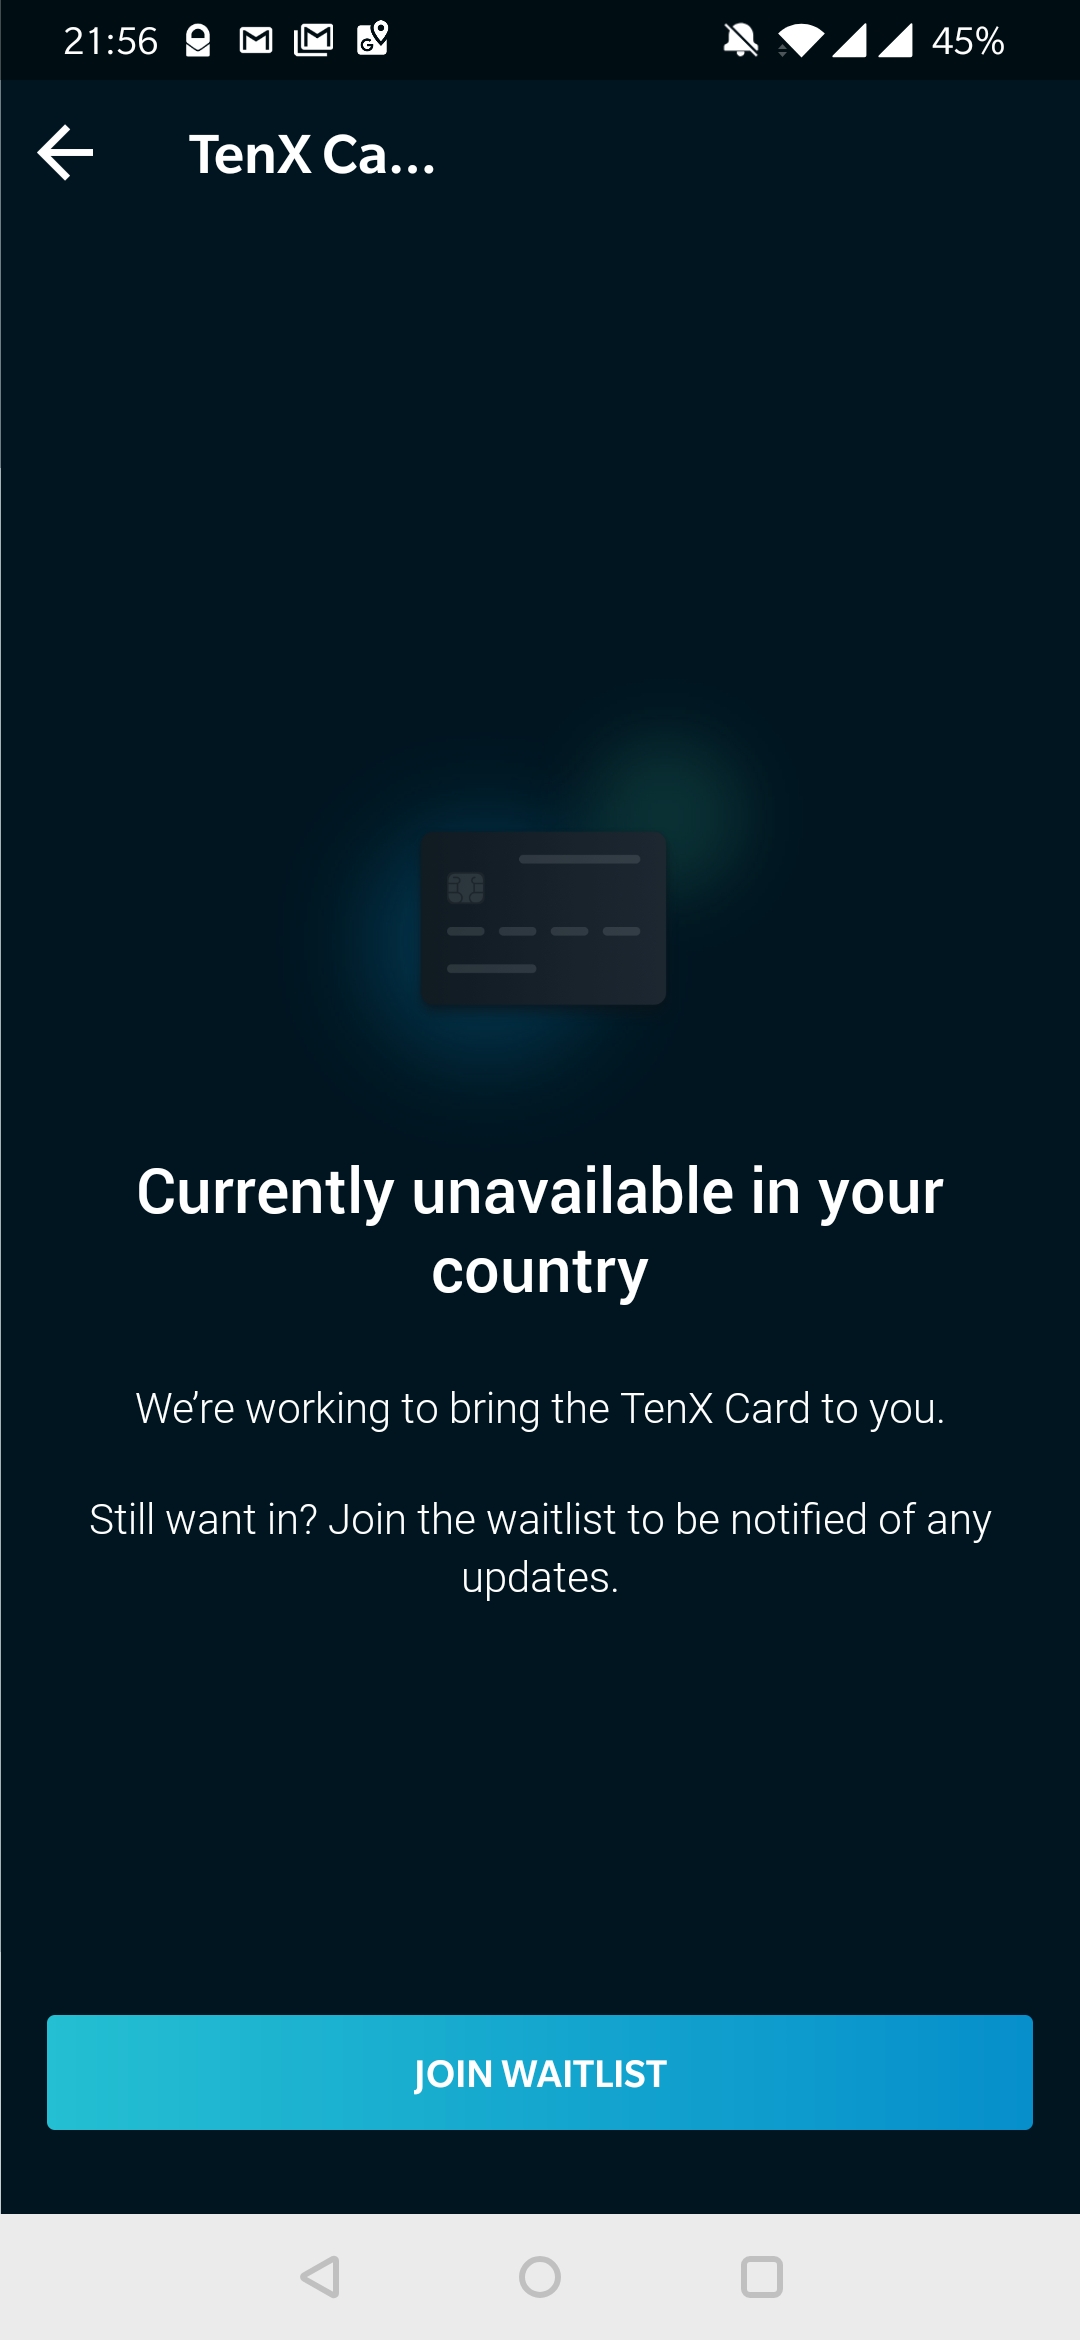 21:56 45%
TenX Ca...
Currently unavailable in your
country
We’re working to bring the TenX Card to you.
Still want in? Join the waitlist to be notified of any
updates.
JOIN WAITLIST